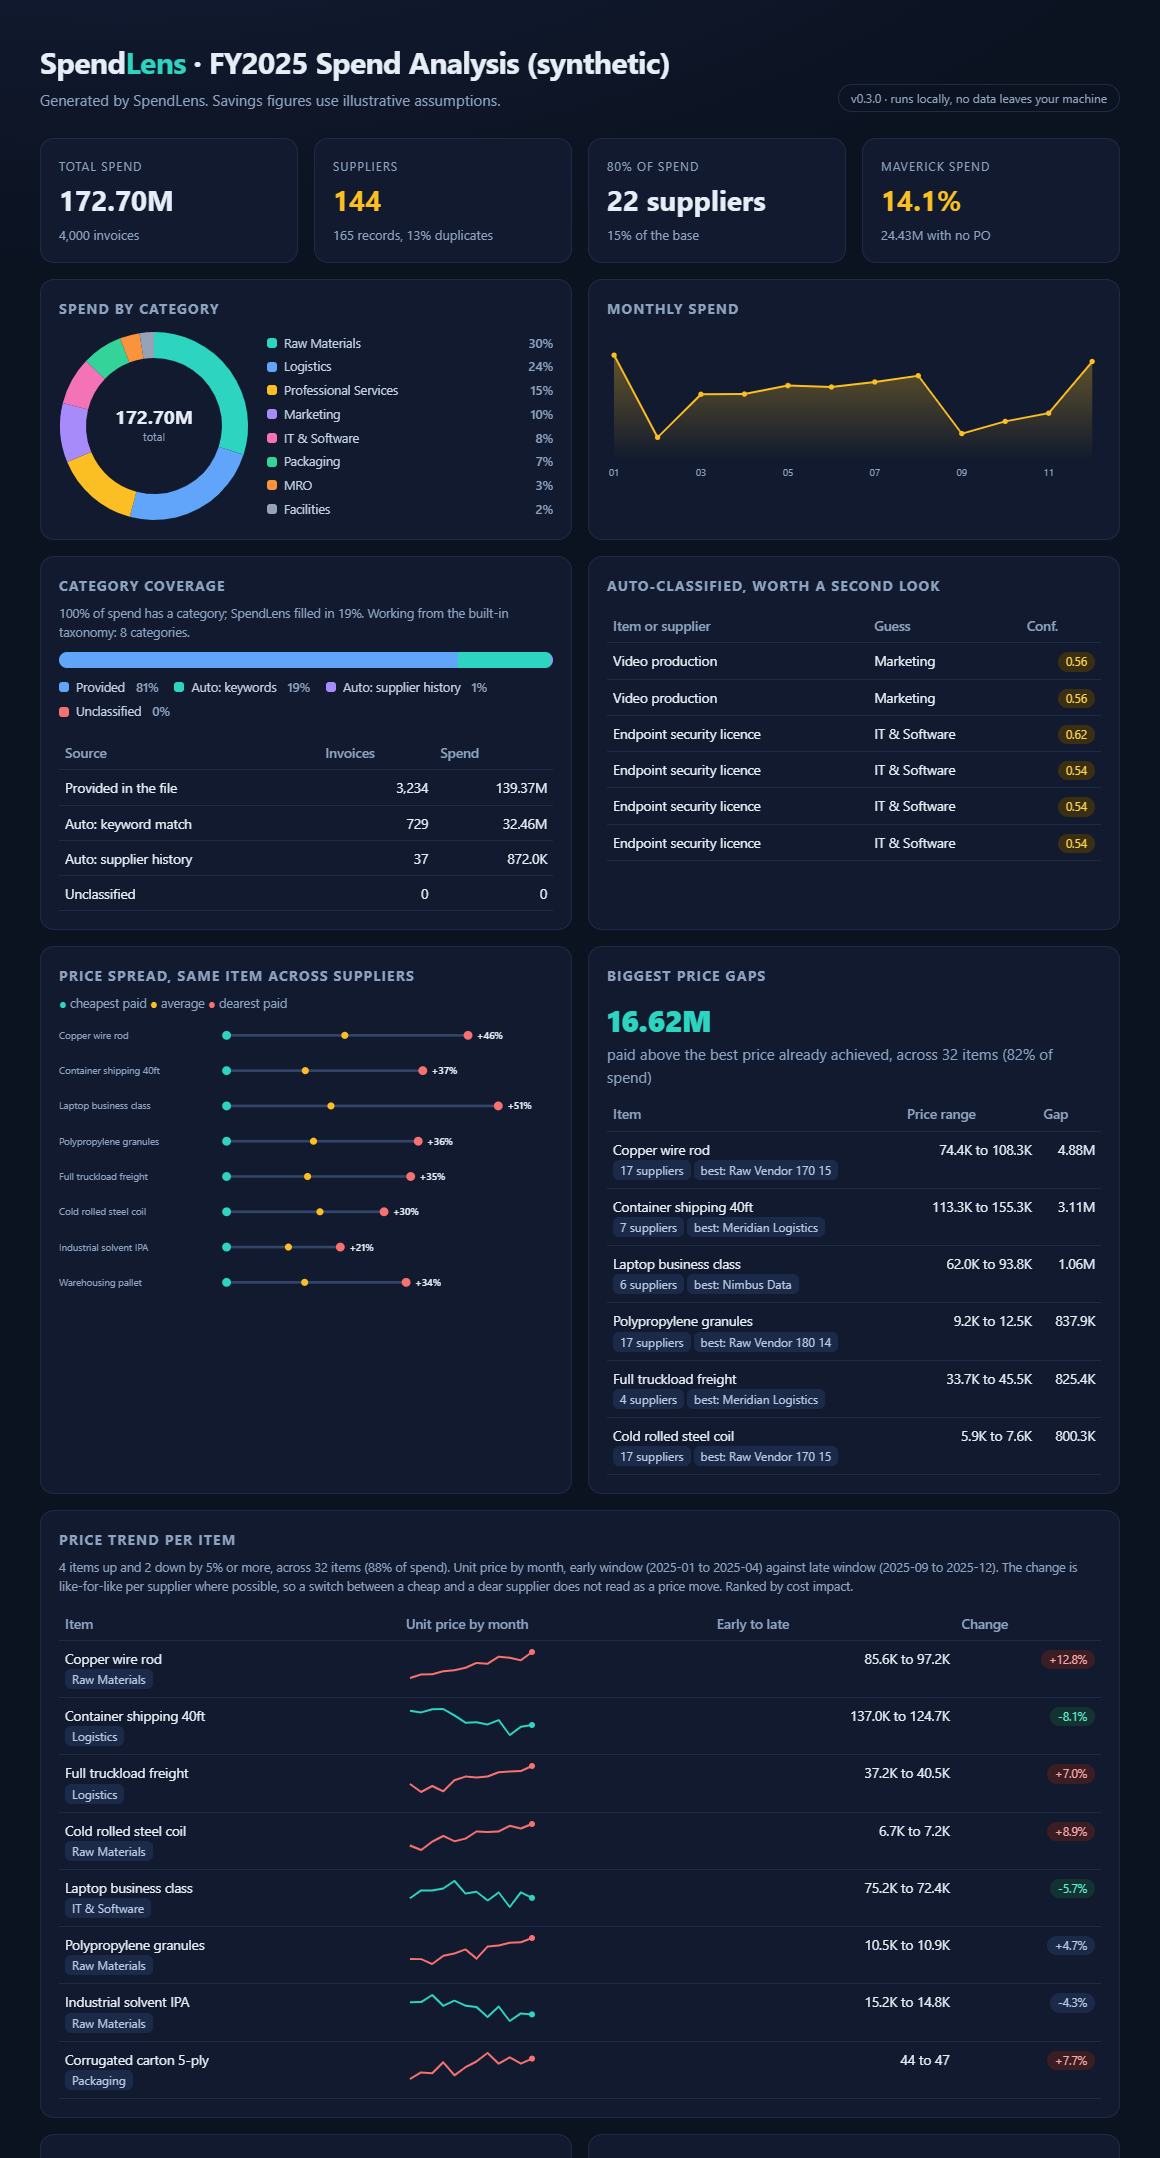 SpendLens · FY2025 Spend Analysis (synthetic)
Generated by SpendLens. Savings figures use illustrative assumptions.
v0.3.0 · runs locally, no data leaves your machine
TOTAL SPEND
172.70M
4,000 invoices
SUPPLIERS
144
165 records, 13% duplicates
80% OF SPEND
22 suppliers
15% of the base
MAVERICK SPEND
14.1%
24.43M with no PO
SPEND BY CATEGORY
172.70M
total
Raw Materials 30%
Logistics 24%
Professional Services 15%
Marketing 10%
IT & Software 8%
Packaging 7%
MRO 3%
Facilities 2%
MONTHLY SPEND
01 03 05 07 09 11
CATEGORY COVERAGE
100% of spend has a category; SpendLens filled in 19%. Working from the built-in
taxonomy: 8 categories.
Provided 81% Auto: keywords 19% Auto: supplier history 1%
Unclassified 0%
Source Invoices Spend
Provided in the file 3,234 139.37M
Auto: keyword match 729 32.46M
Auto: supplier history 37 872.0K
Unclassified 0 0
AUTO-CLASSIFIED, WORTH A SECOND LOOK
Item or supplier Guess Conf.
Video production Marketing 0.56
Video production Marketing 0.56
Endpoint security licence IT & Software 0.62
Endpoint security licence IT & Software 0.54
Endpoint security licence IT & Software 0.54
Endpoint security licence IT & Software 0.54
PRICE SPREAD, SAME ITEM ACROSS SUPPLIERS
● cheapest paid ● average ● dearest paid
Copper wire rod +46%
Container shipping 40ft +37%
Laptop business class +51%
Polypropylene granules +36%
Full truckload freight +35%
Cold rolled steel coil +30%
Industrial solvent IPA +21%
Warehousing pallet +34%
BIGGEST PRICE GAPS
16.62M
paid above the best price already achieved, across 32 items (82% of
spend)
Item Price range Gap
Copper wire rod 74.4K to 108.3K 4.88M
17 suppliers best: Raw Vendor 170 15
Container shipping 40ft 113.3K to 155.3K 3.11M
7 suppliers best: Meridian Logistics
Laptop business class 62.0K to 93.8K 1.06M
6 suppliers best: Nimbus Data
Polypropylene granules 9.2K to 12.5K 837.9K
17 suppliers best: Raw Vendor 180 14
Full truckload freight 33.7K to 45.5K 825.4K
4 suppliers best: Meridian Logistics
Cold rolled steel coil 5.9K to 7.6K 800.3K
17 suppliers best: Raw Vendor 170 15
PRICE TREND PER ITEM
4 items up and 2 down by 5% or more, across 32 items (88% of spend). Unit price by month, early window (2025-01 to 2025-04) against late window (2025-09 to 2025-12). The change is
like-for-like per supplier where possible, so a switch between a cheap and a dear supplier does not read as a price move. Ranked by cost impact.
Item Unit price by month Early to late Change
Copper wire rod 85.6K to 97.2K +12.8%
Raw Materials
Container shipping 40ft 137.0K to 124.7K -8.1%
Logistics
Full truckload freight 37.2K to 40.5K +7.0%
Logistics
Cold rolled steel coil 6.7K to 7.2K +8.9%
Raw Materials
Laptop business class 75.2K to 72.4K -5.7%
IT & Software
Polypropylene granules 10.5K to 10.9K +4.7%
Raw Materials
Industrial solvent IPA 15.2K to 14.8K -4.3%
Raw Materials
Corrugated carton 5-ply 44 to 47 +7.7%
Packaging